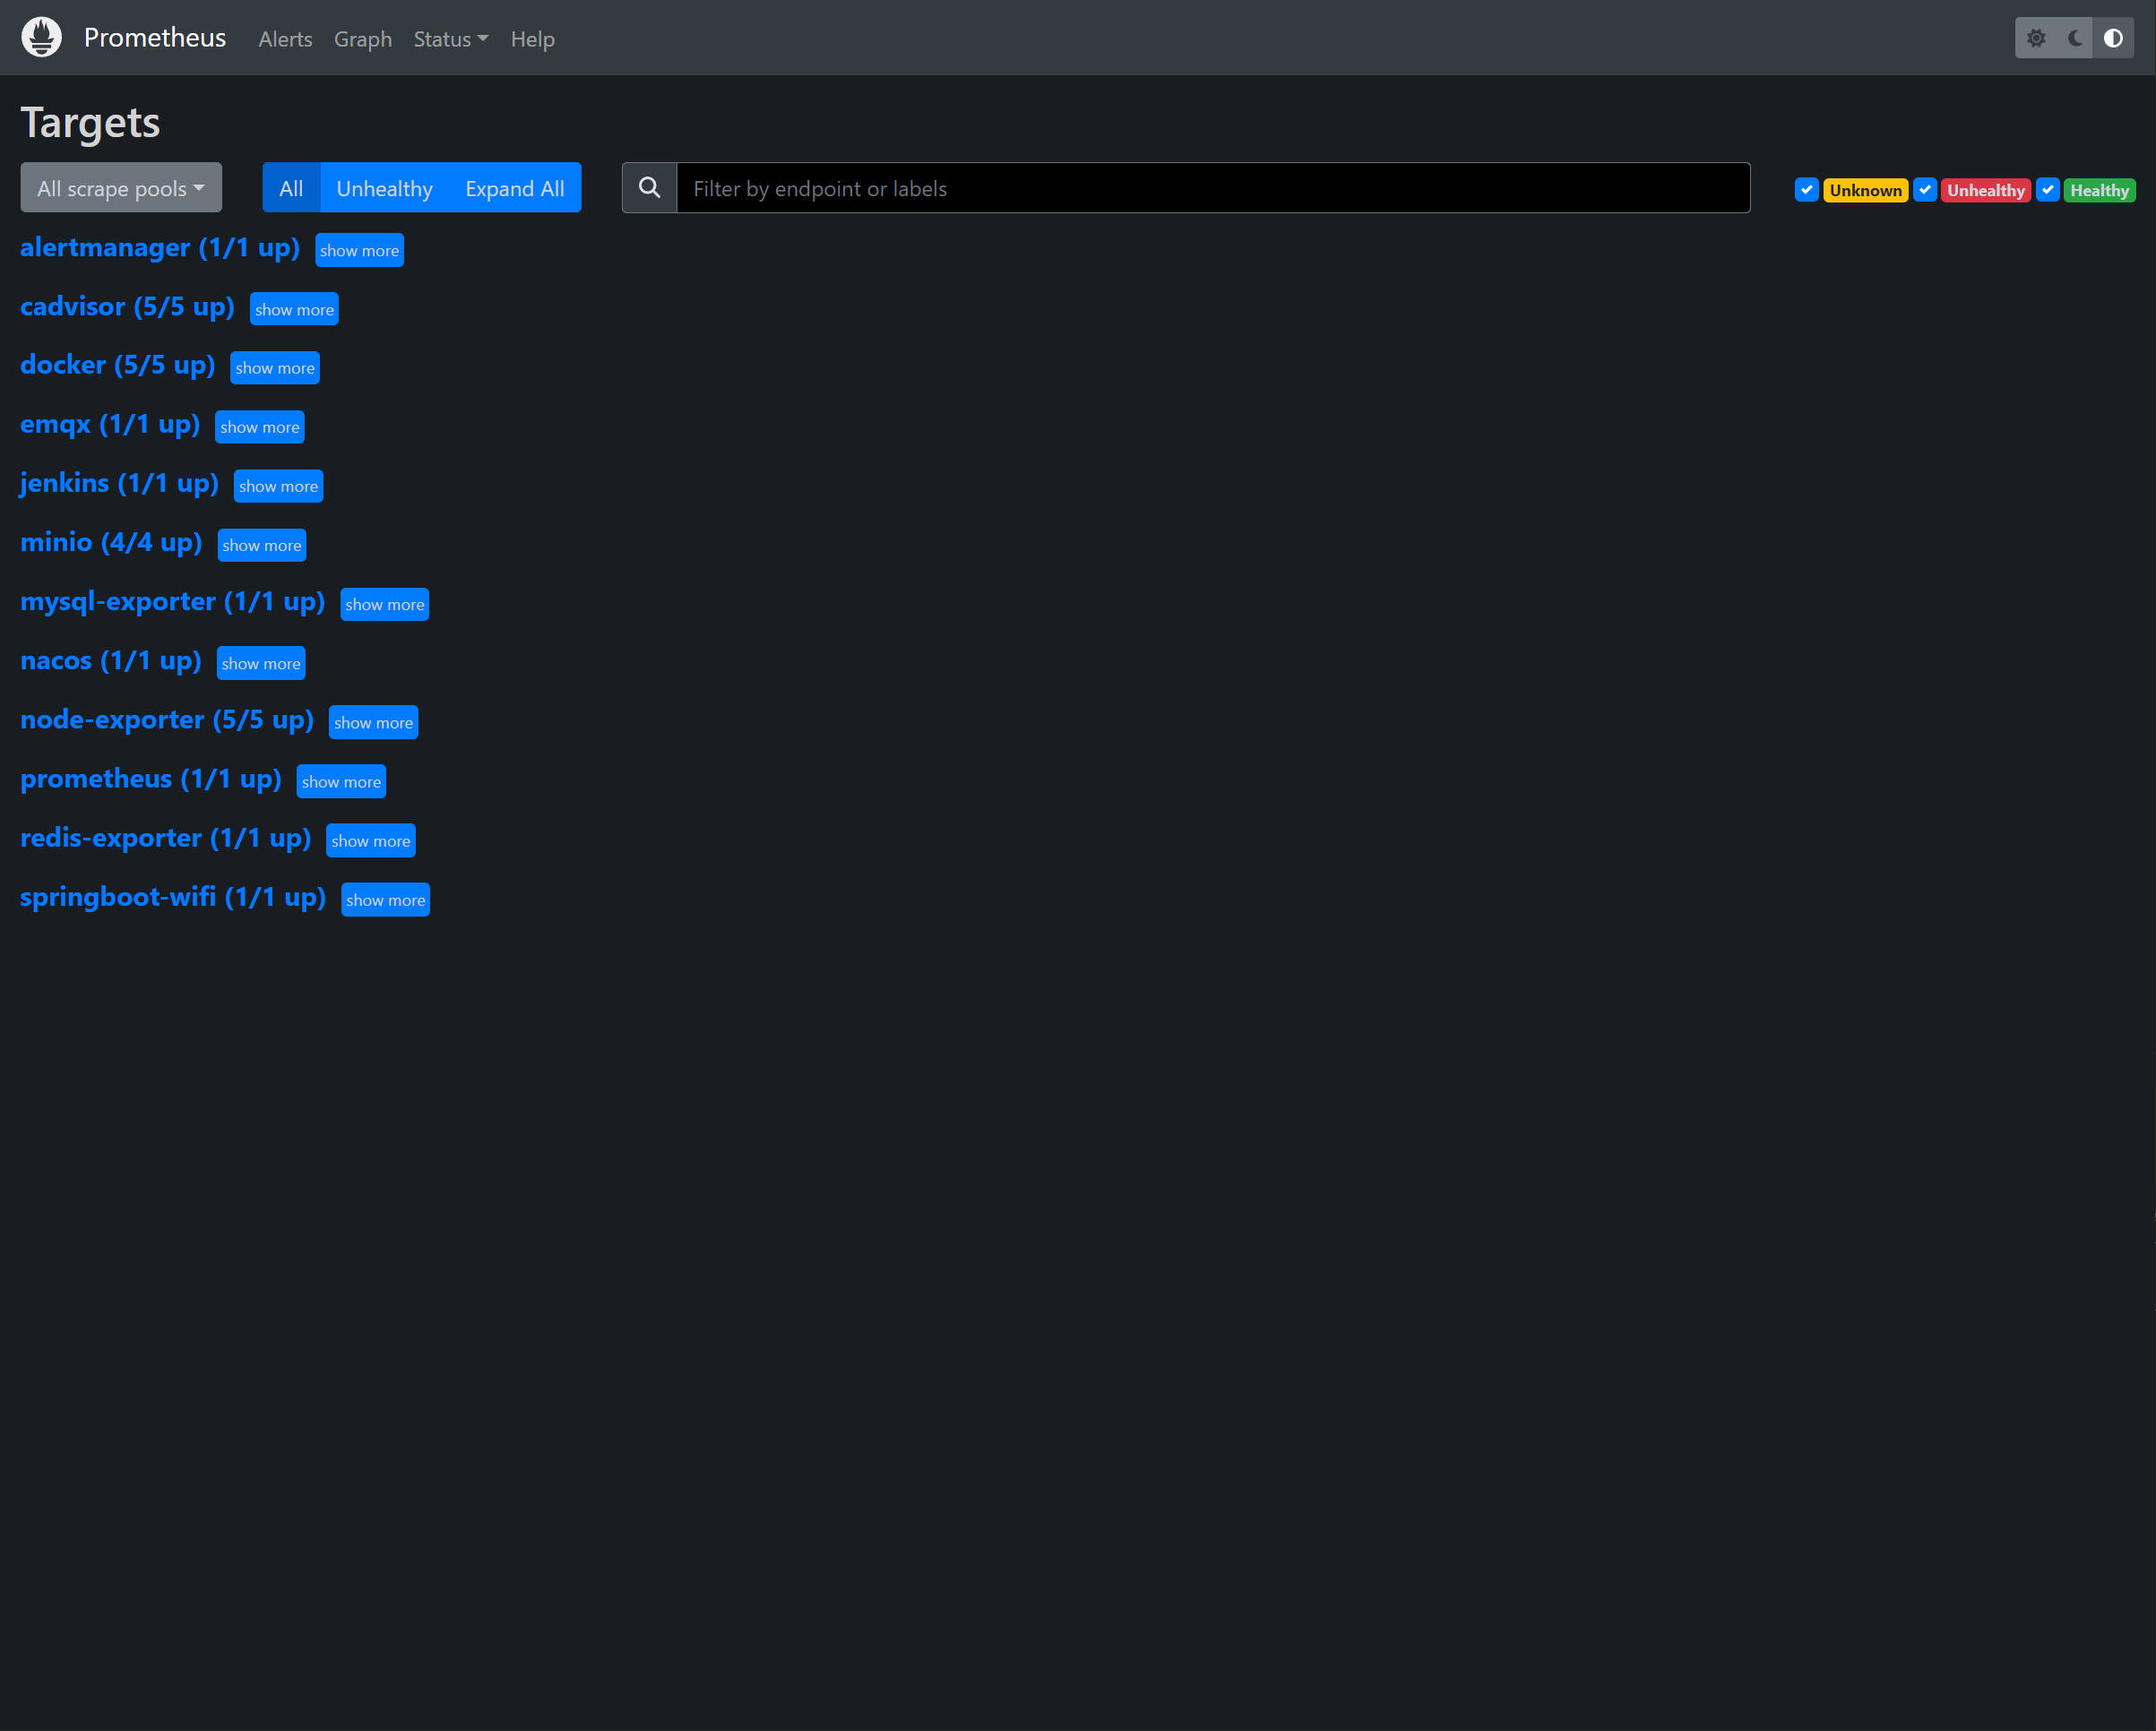 Prometheus Alerts Graph Status Help
Targets
All scrape pools All Unhealthy Expand All Filter by endpoint or labels Unknown Unhealthy Healthy
alertmanager (1/1 up) show more
cadvisor (5/5 up) show more
docker (5/5 up) show more
emqx (1/1 up) show more
jenkins (1/1 up) show more
minio (4/4 up) show more
mysql-exporter (1/1 up) show more
nacos (1/1 up) show more
node-exporter (5/5 up) show more
prometheus (1/1 up) show more
redis-exporter (1/1 up) show more
springboot-wifi (1/1 up) show more